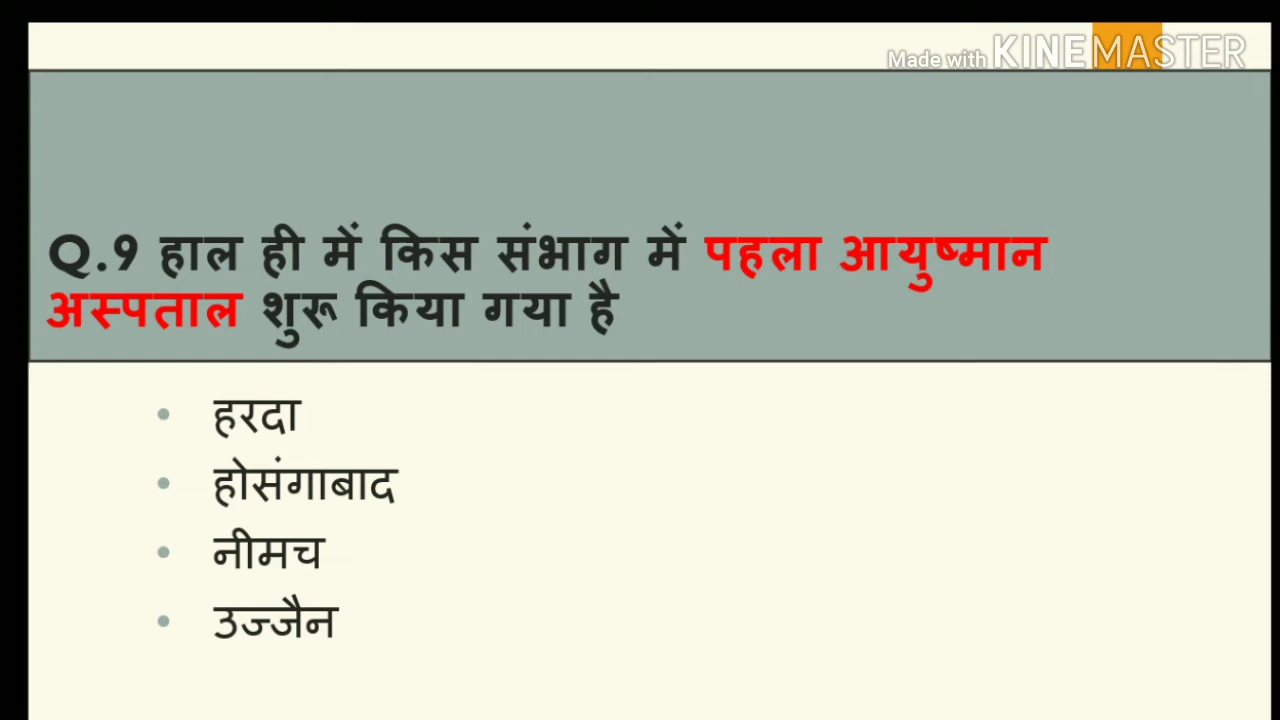 Made with KINEMASTER
Q.9 हाल ही में किस संभाग में पहला आयुष्मान
अस्पताल शुरू किया गया है
• हरदा
• होसंगाबाद
• नीमच
• उज्जैन